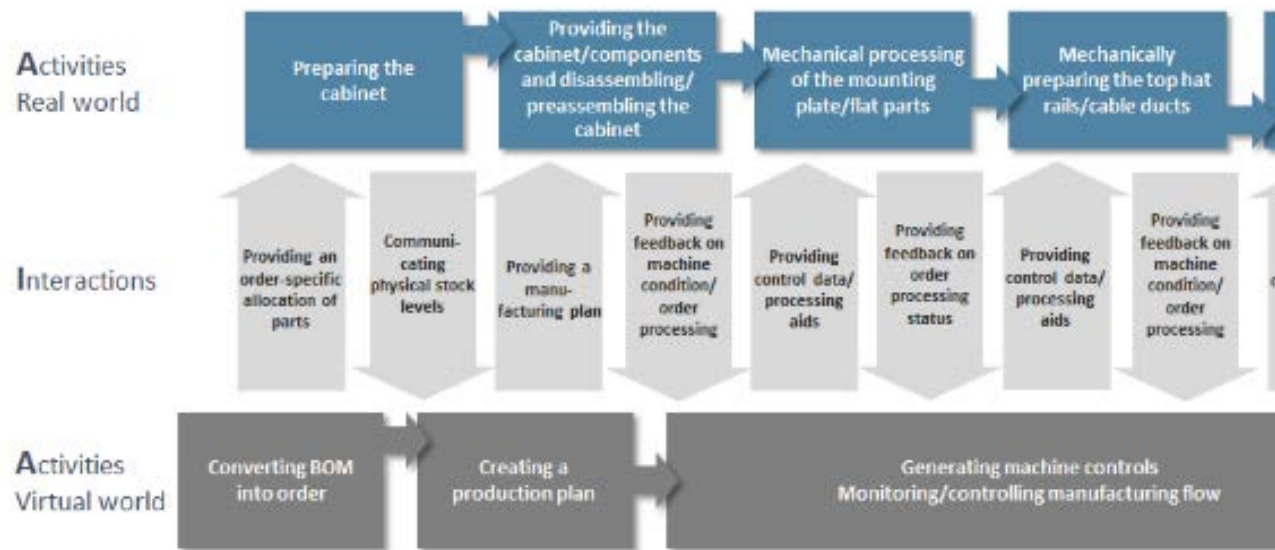 Activities
Real world
Preparing the
cabinet
Providing the
cabinet/components
and disassembling/
preassembling the
cabinet
Mechanical processing
of the mounting
plate/flat parts
Mechanically
preparing the top hat
rails/cable ducts
Interactions
Providing an
order-specific
allocation of
parts
Communi-
cating
physical stock
levels
Providing a
manu-
facturing plan
Providing
feedback on
machine
condition/
order
processing
Providing
control data/
processing
aids
Providing
feedback on
order
processing
status
Providing
control data/
processing
aids
Providing
feedback on
machine
condition/
order
processing
Activities
Virtual world
Converting BOM
into order
Creating a
production plan
Generating machine controls
Monitoring/controlling manufacturing flow